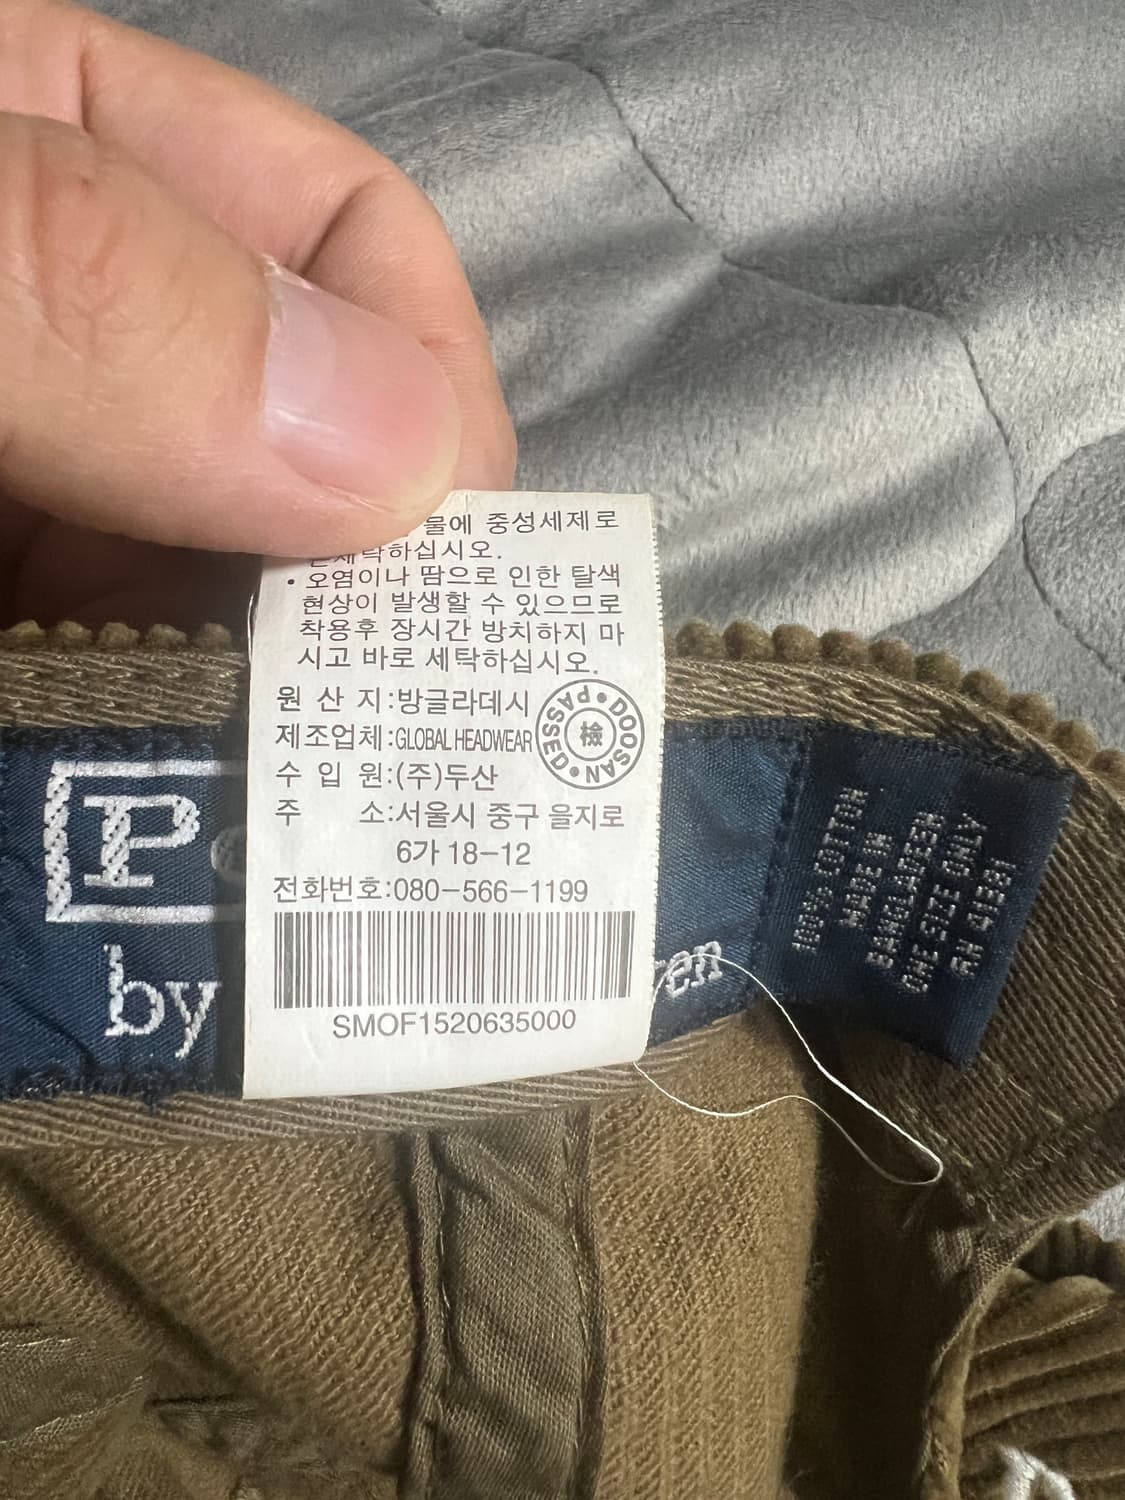 물에 중성세제로
세탁하십시오.
• 오염이나 땀으로 인한 탈색
현상이 발생할 수 있으므로
착용후 장시간 방치하지 마
시고 바로 세탁하십시오.
원 산 지:방글라데시
제조업체:GLOBAL HEADWEAR
수 입 원:(주)두산
주 소:서울시 중구 을지로
6가 18-12
전화번호:080-566-1199
SMOF1520635000
DOOSAN • PASSED •
檢
P
by
ren
100% COTTON
MADE IN
BANGLADESH
ONE SIZE ONLY
RN 41381